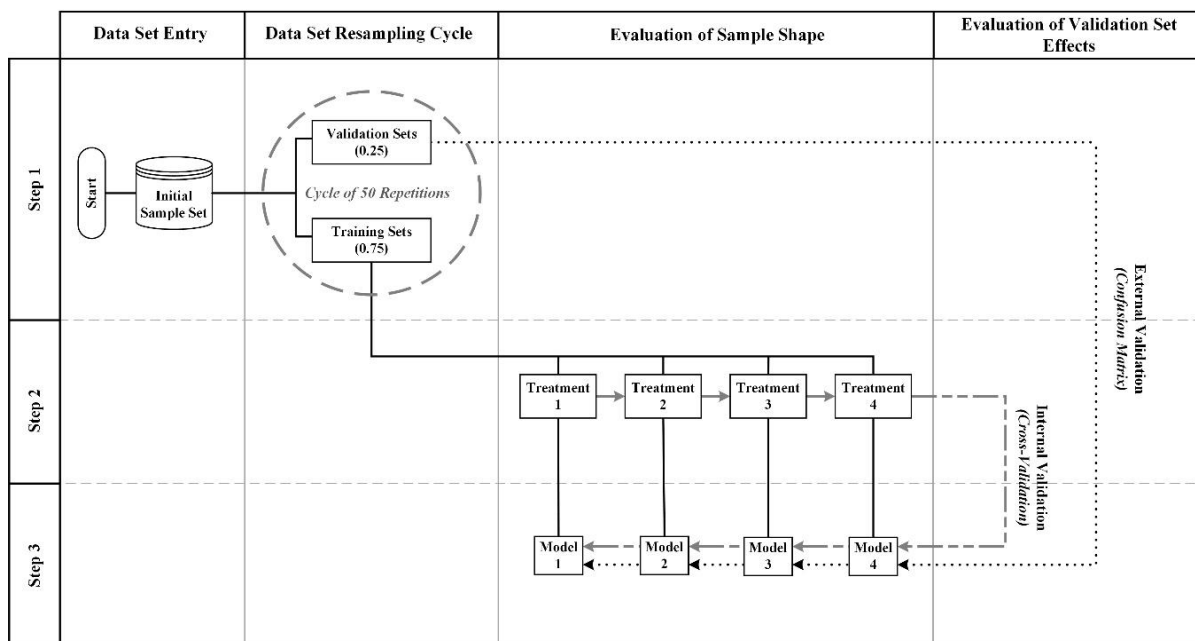 Data Set Entry
Data Set Resampling Cycle
Evaluation of Sample Shape
Evaluation of Validation Set
Effects
Step 1
Start
Initial
Sample Set
Validation Sets
(0.25)
Cycle of 50 Repetitions
Training Sets
(0.75)
External Validation
(Confusion Matrix)
Step 2
Treatment
1
Treatment
2
Treatment
3
Treatment
4
Internal Validation
(Cross-Validation)
Step 3
Model
1
Model
2
Model
3
Model
4